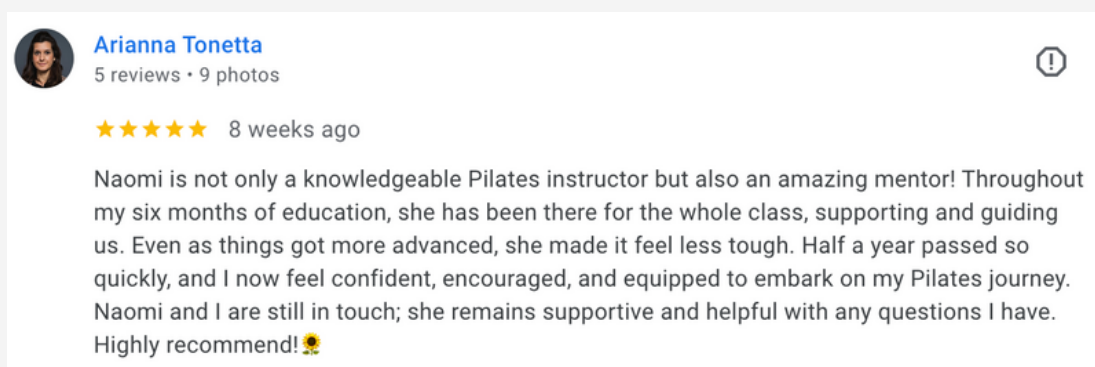 Arianna Tonetta
5 reviews • 9 photos
8 weeks ago
Naomi is not only a knowledgeable Pilates instructor but also an amazing mentor! Throughout
my six months of education, she has been there for the whole class, supporting and guiding
us. Even as things got more advanced, she made it feel less tough. Half a year passed so
quickly, and I now feel confident, encouraged, and equipped to embark on my Pilates journey.
Naomi and I are still in touch; she remains supportive and helpful with any questions I have.
Highly recommend!🌻